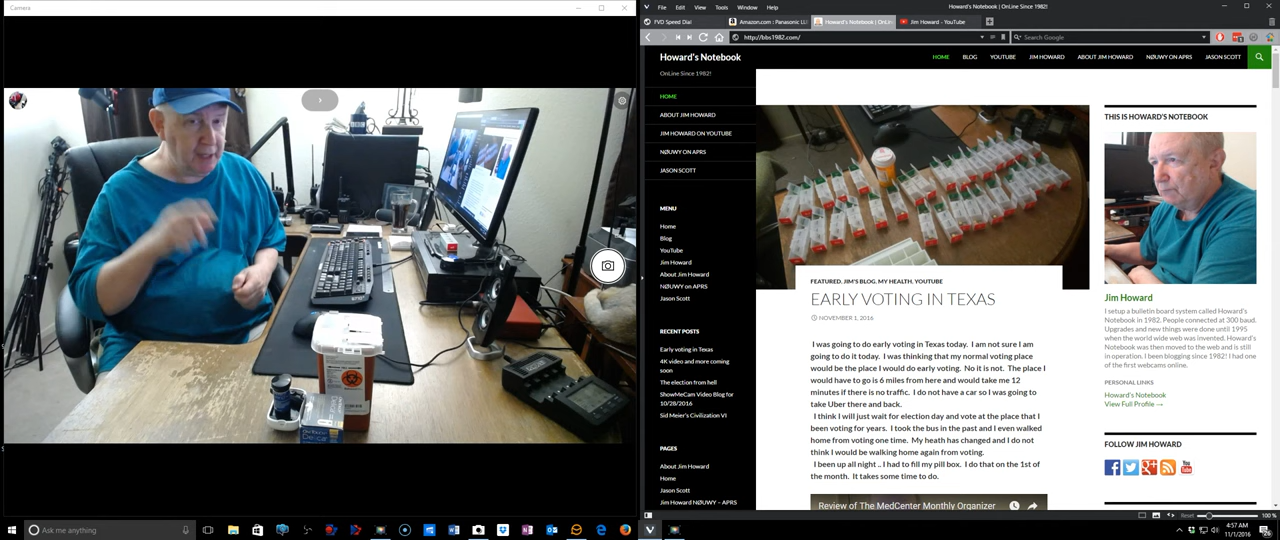 Camera
File Edit View Tools Window Help
Howard's Notebook | OnLine Since 1982!
FVD Speed Dial
Amazon.com : Panasonic LU
Howard's Notebook | OnLin
Jim Howard - YouTube
http://bbs1982.com/
Search Google
Howard's Notebook
HOME BLOG YOUTUBE JIM HOWARD ABOUT JIM HOWARD NØUWY ON APRS JASON SCOTT
OnLine Since 1982!
HOME
ABOUT JIM HOWARD
JIM HOWARD ON YOUTUBE
NØUWY ON APRS
JASON SCOTT
MENU
Home
Blog
YouTube
Jim Howard
About Jim Howard
NØUWY on APRS
Jason Scott
RECENT POSTS
Early voting in Texas
4K video and more coming
soon
The election from hell
ShowMeCam Video Blog for
10/28/2016
Sid Meier's Civilization VI
PAGES
About Jim Howard
Home
Jason Scott
Jim Howard NØUWY – APRS
FEATURED, JIM'S BLOG, MY HEALTH, YOUTUBE
EARLY VOTING IN TEXAS
NOVEMBER 1, 2016
I was going to do early voting in Texas today. I am not sure I am
going to do it today. I was thinking that my normal voting place
would be the place I would do early voting. No it is not. The place I
would have to go is 6 miles from here and would take me 12
minutes if there is no traffic. I do not have a car so I was going to
take Uber there and back.
I think I will just wait for election day and vote at the place that I
been voting for years. I took the bus in the past and I even walked
home from voting one time. My heath has changed and I do not
think I would be walking home again from voting.
I been up all night .. I had to fill my pill box. I do that on the 1st of
the month. It takes some time to do.
Review of The MedCenter Monthly Organizer
THIS IS HOWARD'S NOTEBOOK
Jim Howard
I setup a bulletin board system called Howard's
Notebook in 1982. People connected at 300 baud.
Upgrades and new things were done until 1995
when the world wide web was invented. Howard's
Notebook was then moved to the web and is still
in operation. I been blogging since 1982! I had one
of the first webcams online.
PERSONAL LINKS
Howard's Notebook
View Full Profile →
FOLLOW JIM HOWARD
You
Tube
Reset 100 %
Ask me anything
4:57 AM
11/1/2016